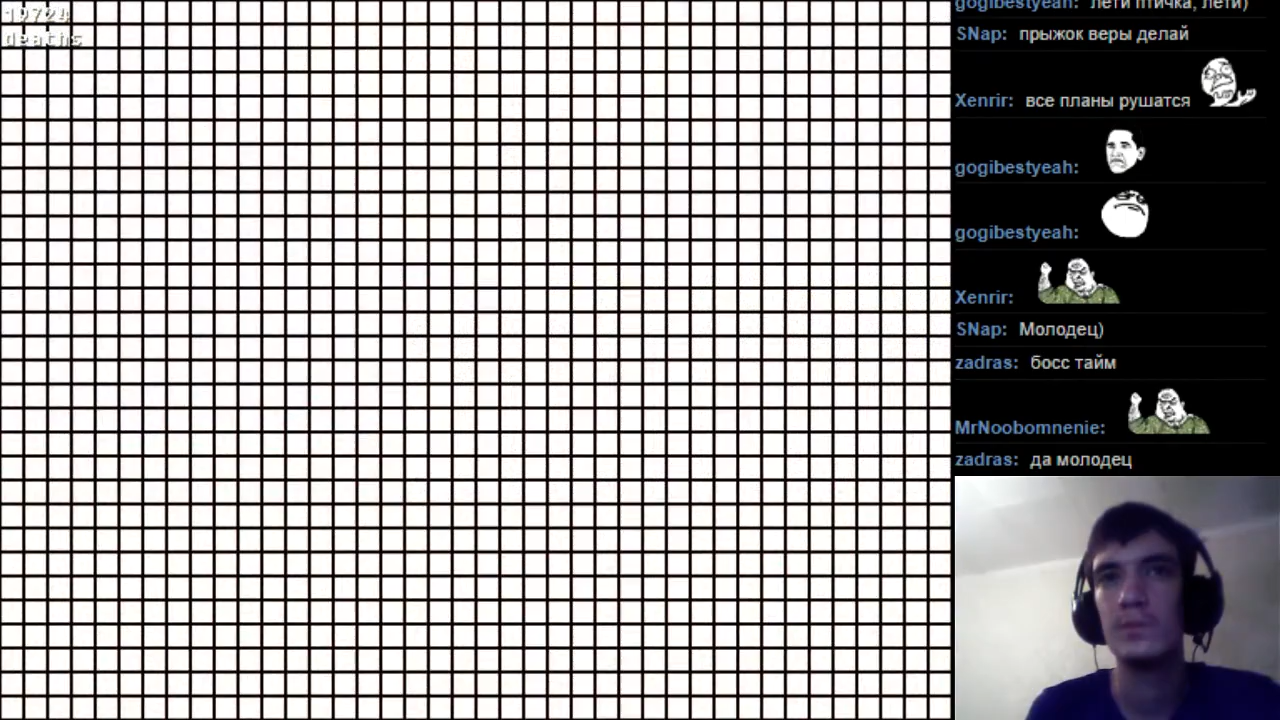 19724
deaths
gogibestyeah: лети птичка, лети)
SNap: прыжок веры делай
Xenrir: все планы рушатся
gogibestyeah:
gogibestyeah:
Xenrir:
SNap: Молодец)
zadras: босс тайм
MrNoobomnenie:
zadras: да молодец